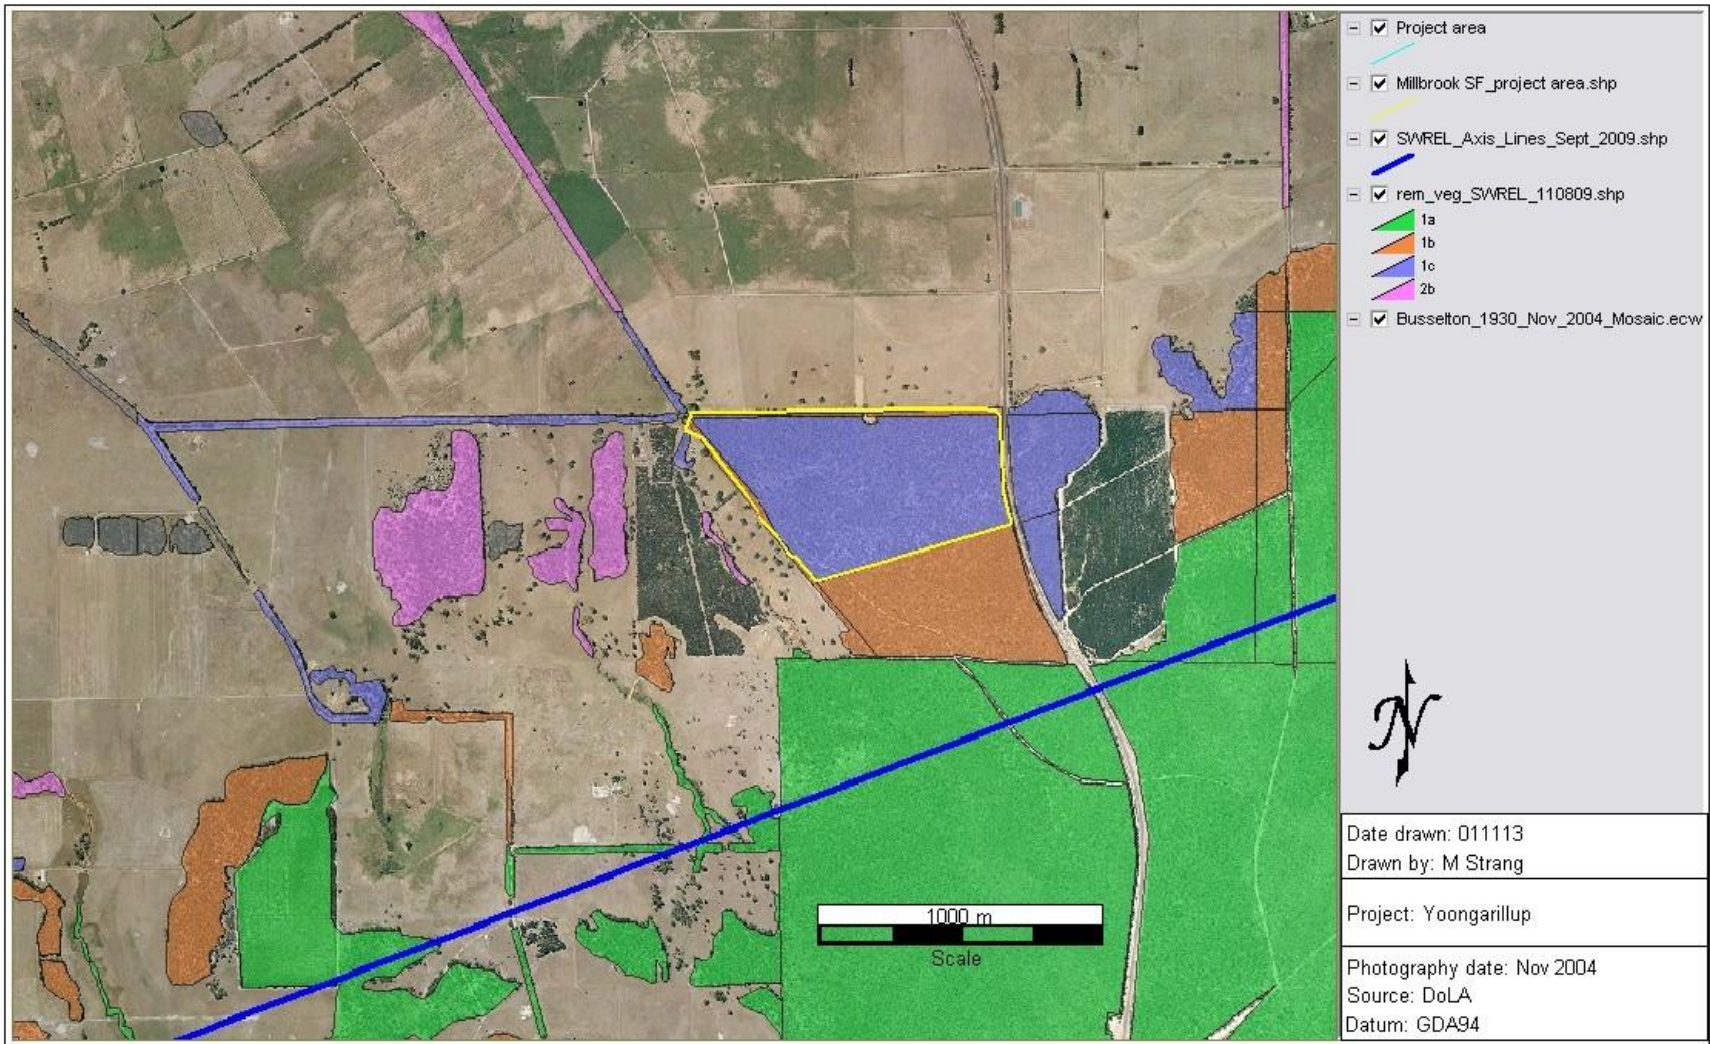 Project area
Millbrook SF_project area.shp
SWREL_Axis_Lines_Sept_2009.shp
rem_veg_SWREL_110809.shp
1a
1b
1c
2b
Busselton_1930_Nov_2004_Mosaic.ecw
N
1000 m
Scale
Date drawn: 011113
Drawn by: M Strang
Project: Yoongarillup
Photography date: Nov 2004
Source: DoLA
Datum: GDA94